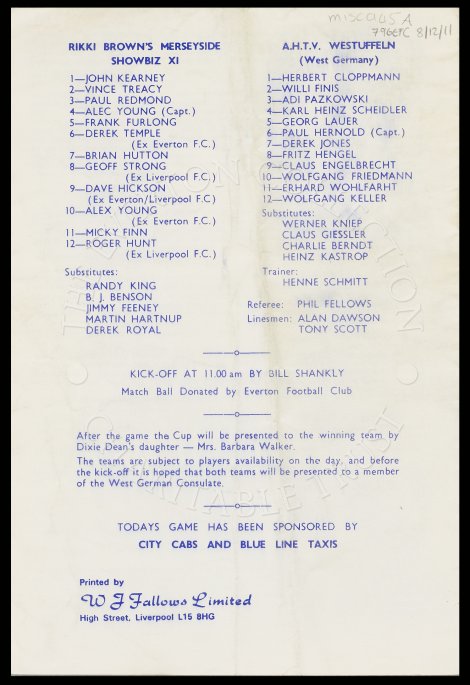 misc a65 A
796EFC 8/12/11
RIKKI BROWN'S MERSEYSIDE
SHOWBIZ XI
1—JOHN KEARNEY
2—VINCE TREACY
3—PAUL REDMOND
4—ALEC YOUNG (Capt.)
5—FRANK FURLONG
6—DEREK TEMPLE
(Ex Everton F.C.)
7—BRIAN HUTTON
8—GEOFF STRONG
(Ex Liverpool F.C.)
9—DAVE HICKSON
(Ex Everton/Liverpool F.C.)
10—ALEX YOUNG
(Ex Everton F.C.)
11—MICKY FINN
12—ROGER HUNT
(Ex Liverpool F.C.)
Substitutes:
RANDY KING
B. J. BENSON
JIMMY FEENEY
MARTIN HARTNUP
DEREK ROYAL
A.H.T.V. WESTUFFELN
(West Germany)
1—HERBERT CLOPPMANN
2—WILLI FINIS
3—ADI PAZKOWSKI
4—KARL HEINZ SCHEIDLER
5—GEORG LAUER
6—PAUL HERNOLD (Capt.)
7—DEREK JONES
8—FRITZ HENGEL
9—CLAUS ENGELBRECHT
10—WOLFGANG FRIEDMANN
11—ERHARD WOHLFARHT
12—WOLFGANG KELLER
Substitutes:
WERNER KNIEP
CLAUS GIESSLER
CHARLIE BERNDT
HEINZ KASTROP
Trainer:
HENNE SCHMITT
Referee: PHIL FELLOWS
Linesmen: ALAN DAWSON
TONY SCOTT
KICK-OFF AT 11.00 am BY BILL SHANKLY
Match Ball Donated by Everton Football Club
After the game the Cup will be presented to the winning team by
Dixie Dean's daughter — Mrs. Barbara Walker.
The teams are subject to players availability on the day, and before
the kick-off it is hoped that both teams will be presented to a member
of the West German Consulate.
TODAYS GAME HAS BEEN SPONSORED BY
CITY CABS AND BLUE LINE TAXIS
Printed by
W J Fallows Limited
High Street, Liverpool L15 8HG